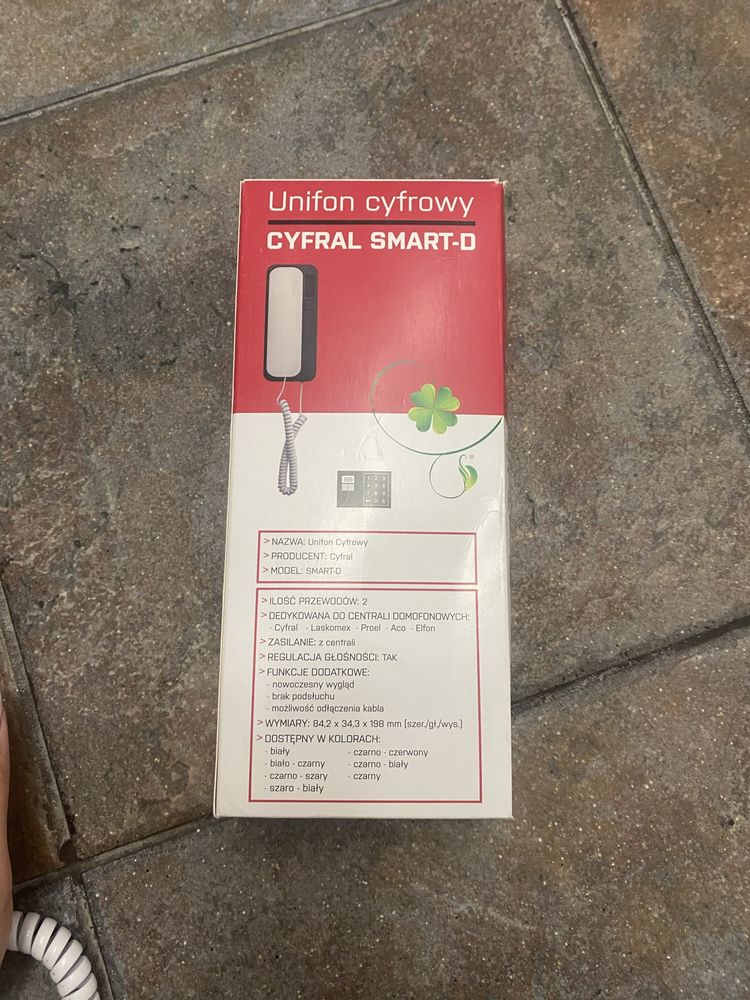 Unifon cyfrowy
CYFRAL SMART-D
> NAZWA: Unifon Cyfrowy
> PRODUCENT: Cyfral
> MODEL: SMART-D
> ILOŚĆ PRZEWODÓW: 2
> DEDYKOWANA DO CENTRALI DOMOFONOWYCH:
- Cyfral - Laskomex - Proel - Aco - Elfon
> ZASILANIE: z centrali
> REGULACJA GŁOŚNOŚCI: TAK
> FUNKCJE DODATKOWE:
- nowoczesny wygląd
- brak podsłuchu
- możliwość odłączenia kabla
> WYMIARY: 84,2 x 34,3 x 198 mm (szer./gł./wys.)
> DOSTĘPNY W KOLORACH:
- biały - czarno - czerwony
- biało - czarny - czarno - biały
- czarno - szary - czarny
- szaro - biały